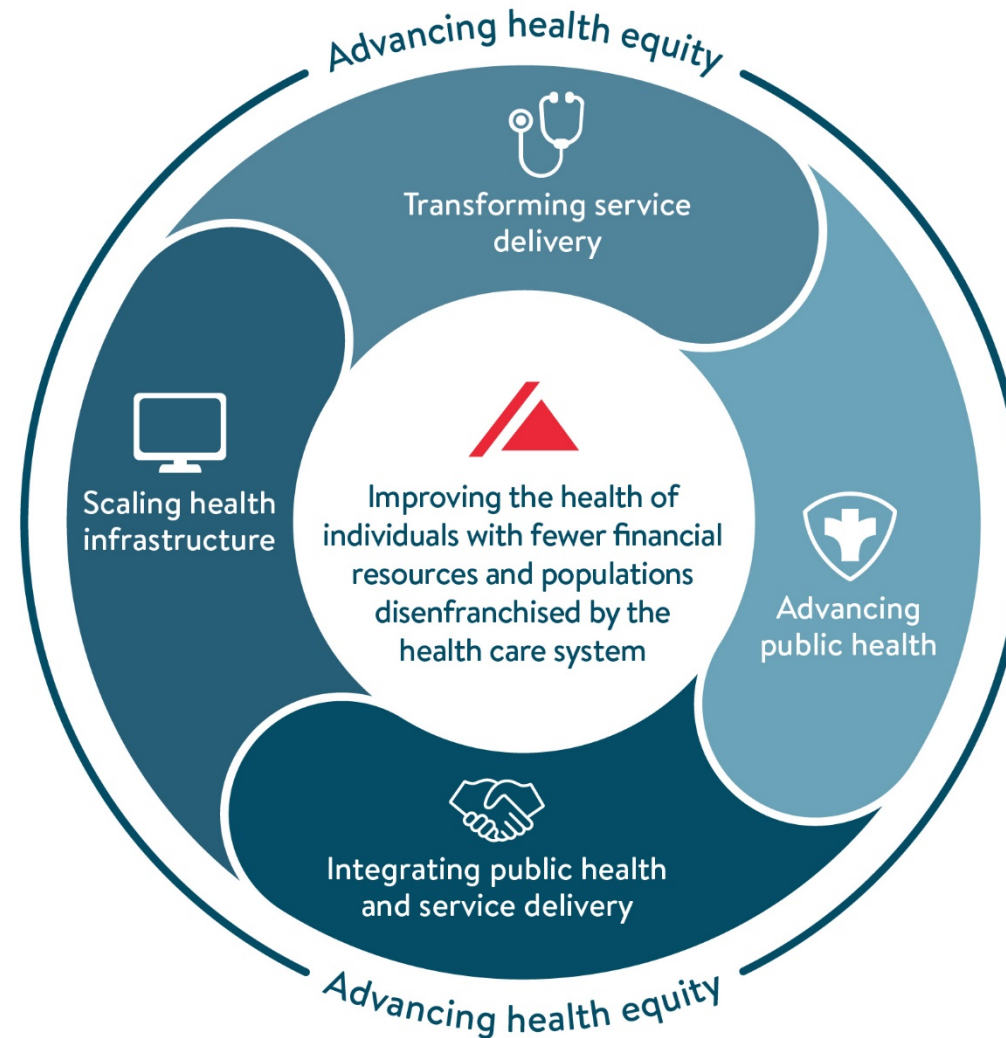 Advancing health equity
Transforming service
delivery
Scaling health
infrastructure
Improving the health of
individuals with fewer financial
resources and populations
disenfranchised by the
health care system
Advancing
public health
Integrating public health
and service delivery
Advancing health equity